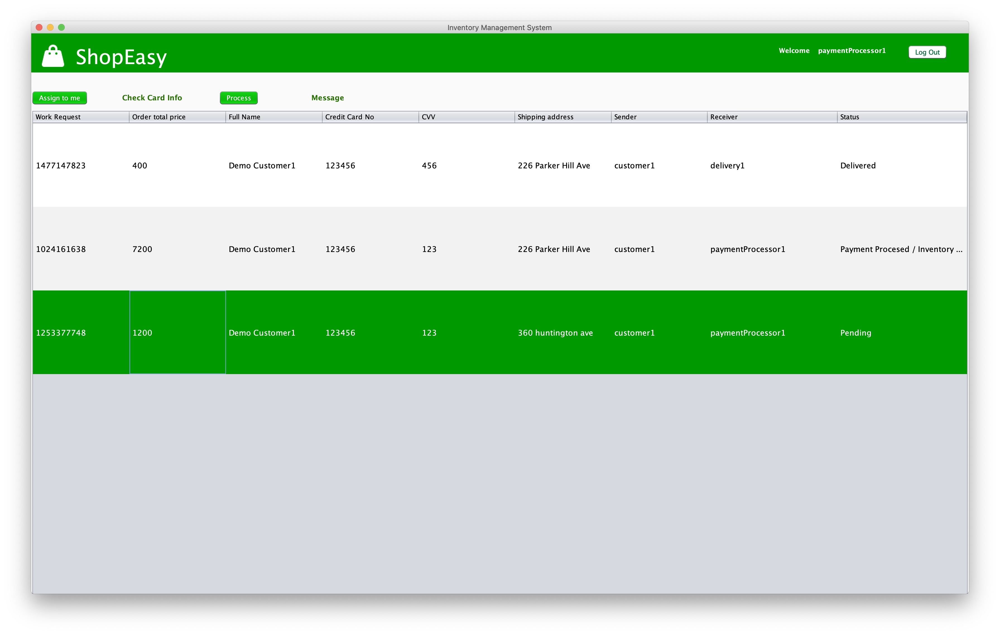 Inventory Management System
ShopEasy
Welcome paymentProcessor1 Log Out
Assign to me Check Card Info Process Message
Work Request Order total price Full Name Credit Card No CVV Shipping address Sender Receiver Status
1477147823 400 Demo Customer1 123456 456 226 Parker Hill Ave customer1 delivery1 Delivered
1024161638 7200 Demo Customer1 123456 123 226 Parker Hill Ave customer1 paymentProcessor1 Payment Procesed / Inventory ...
1253377748 1200 Demo Customer1 123456 123 360 huntington ave customer1 paymentProcessor1 Pending